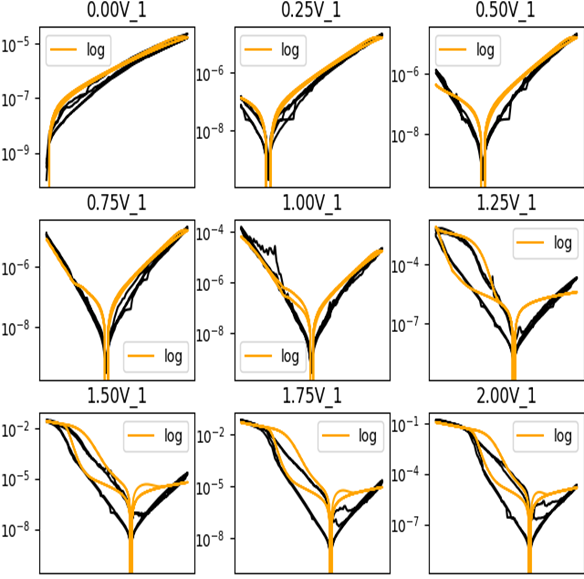 0.00V_1 0.25V_1 0.50V_1
10⁻⁵ log 10⁻⁶ log 10⁻⁶ log
10⁻⁷ 10⁻⁸ 10⁻⁸
10⁻⁹
0.75V_1 1.00V_1 1.25V_1
10⁻⁶ 10⁻⁴ 10⁻⁴ log
10⁻⁸ 10⁻⁶ 10⁻⁷
log 10⁻⁸ log
1.50V_1 1.75V_1 2.00V_1
10⁻² log 10⁻² log 10⁻¹ log
10⁻⁵ 10⁻⁵ 10⁻⁴
10⁻⁸ 10⁻⁸ 10⁻⁷